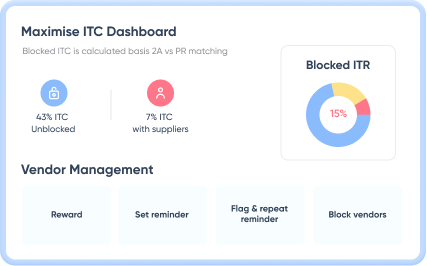 Maximise ITC Dashboard
Blocked ITC is calculated basis 2A vs PR matching
Blocked ITR
15%
43% ITC
Unblocked
7% ITC
with suppliers
Vendor Management
Reward
Set reminder
Flag & repeat
reminder
Block vendors